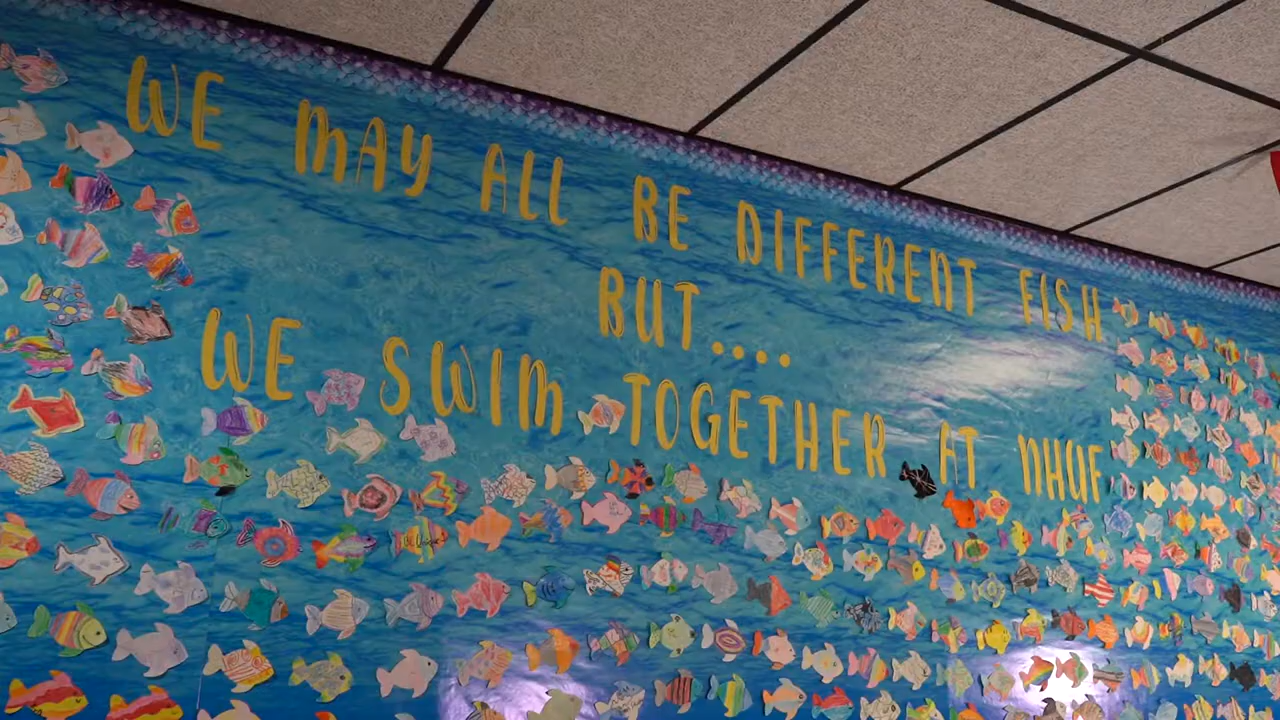 WE MAY ALL BE DIFFERENT FISH
BUT....
WE SWIM TOGETHER AT NHUF